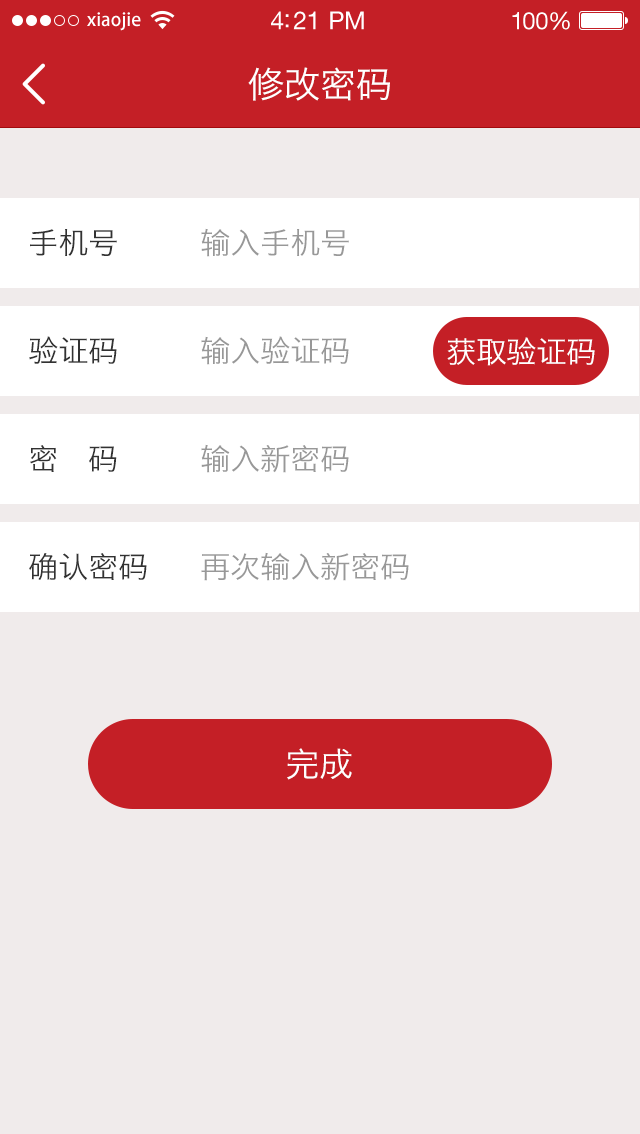 xiaojie 4:21 PM 100%
修改密码
手机号 输入手机号
验证码 输入验证码 获取验证码
密 码 输入新密码
确认密码 再次输入新密码
完成